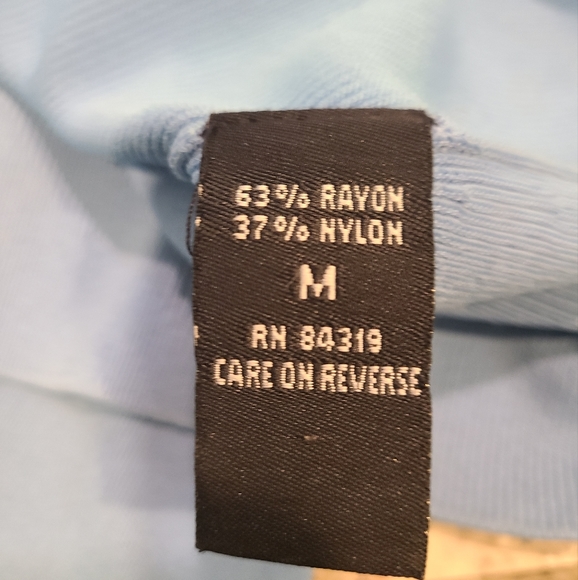 63% RAYON
37% NYLON
M
RN 84319
CARE ON REVERSE